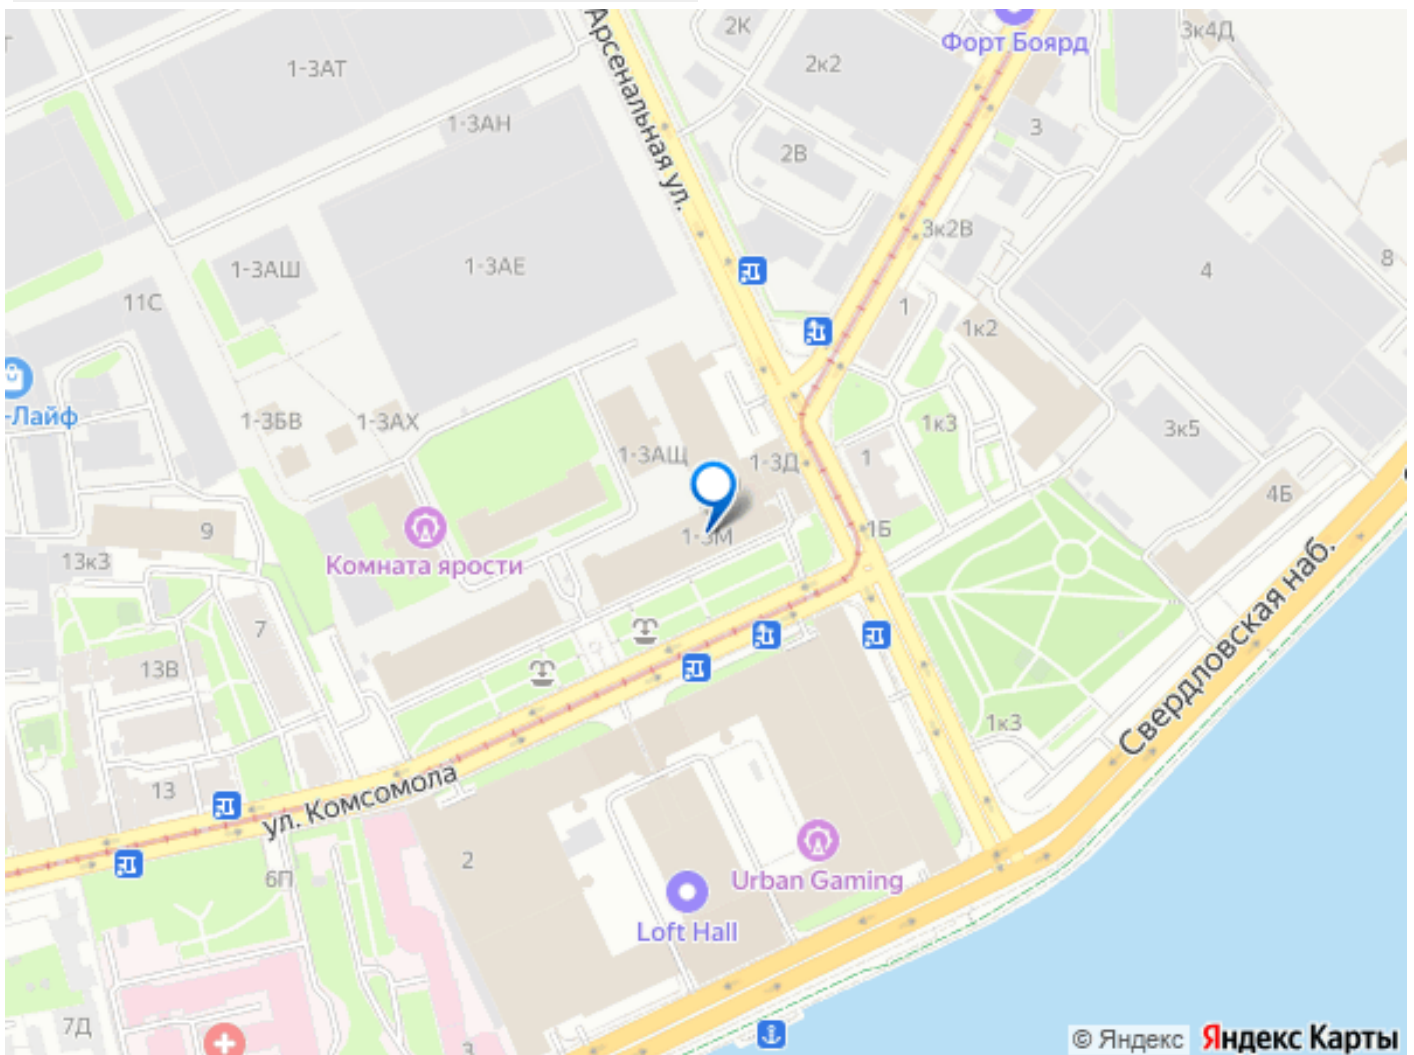 2К
Форт Боярд
3к4Д
1-3АТ
2к2
Арсенальная ул.
1-3АН
3
2В
3к2В
1-3АШ
1-3АЕ
8
4
11С
1
1к2
-Лайф
1-3БВ
1-3АХ
1к3
3к5
1-3АЩ
1-3Д
1
4Б
9
1-3М
1Б
Комната ярости
13к3
Свердловская наб.
7
13В
1к3
13
ул. Комсомола
2
6П
Urban Gaming
Loft Hall
7Д
3
© Яндекс Яндекс Карты